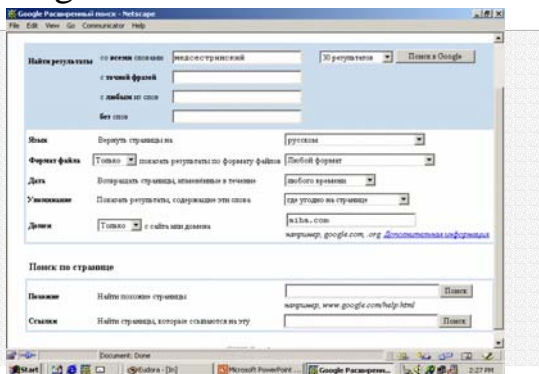 Google Расширенный поиск - Netscape
File Edit View Go Communicator Help
Найти результаты со всеми словами медсестринский 30 результатов Поиск в Google
с точной фразой
с любым из слов
Без слов
Язык Вернуть страницы на русском
Формат файла Только показать результаты по формату файлов Любой формат
Дата Возвращать страницы, изменённые в течение любого времени
Упоминание Показать результаты, содержащие эти слова где угодно на странице
Домен Только с сайта или домена
например, google.com, .org Дополнительная информация
Поиск по странице
Похожие Найти похожие страницы Поиск
например, www.google.com/help.html
Ссылки Найти страницы, которые ссылаются на эту Поиск
Document: Done
Start Eudora - [In] Microsoft PowerPoint ... Google Расширенн... 2:27 PM